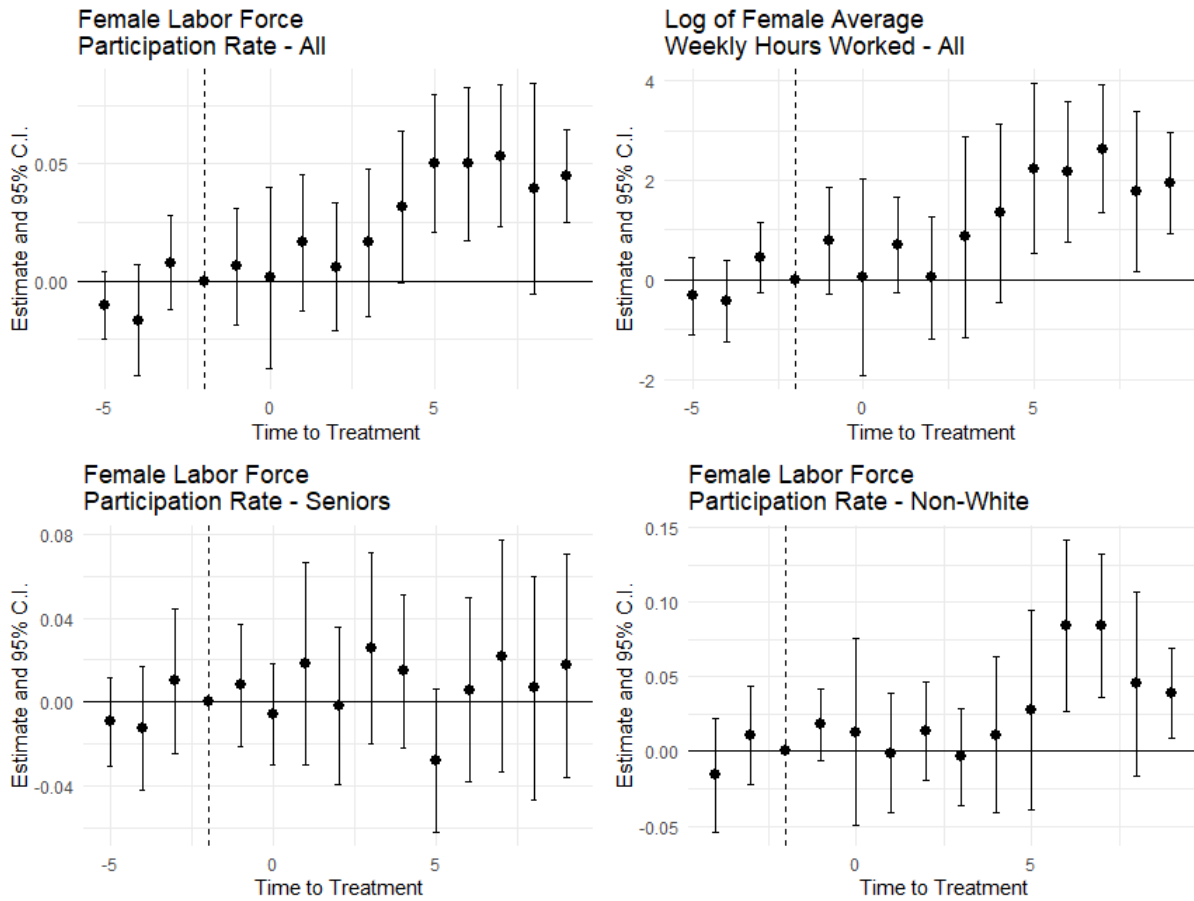 Female Labor Force
Participation Rate - All
Estimate and 95% C.I.
0.05
0.00
-5
0
5
Time to Treatment
Log of Female Average
Weekly Hours Worked - All
Estimate and 95% C.I.
4
2
0
-2
-5
0
5
Time to Treatment
Female Labor Force
Participation Rate - Seniors
Estimate and 95% C.I.
0.08
0.04
0.00
-0.04
-5
0
5
Time to Treatment
Female Labor Force
Participation Rate - Non-White
Estimate and 95% C.I.
0.15
0.10
0.05
0.00
-0.05
0
5
Time to Treatment